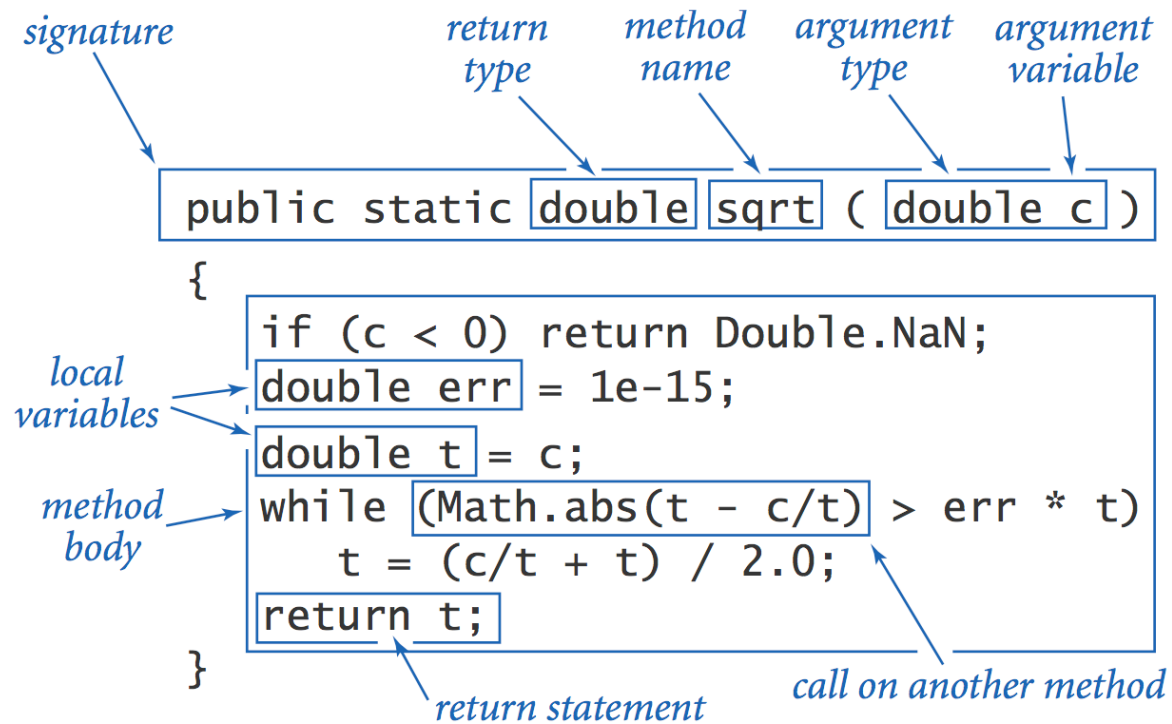 signature
return type
method name
argument type
argument variable
public static double sqrt ( double c )
{
if (c < 0) return Double.NaN;
local variables
double err = 1e-15;
double t = c;
method body
while (Math.abs(t - c/t) > err * t)
t = (c/t + t) / 2.0;
return t;
}
call on another method
return statement